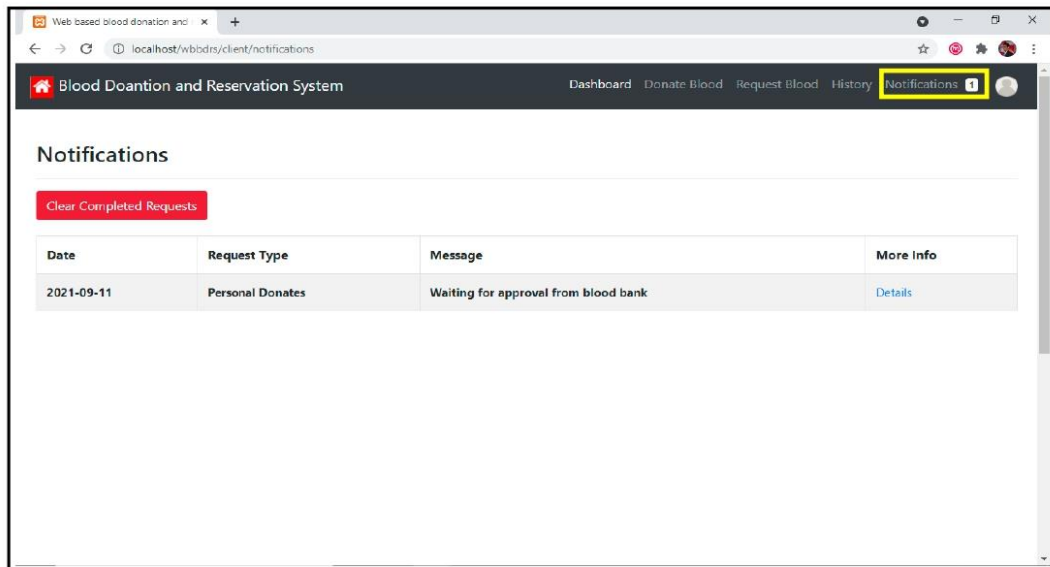 Web based blood donation and
localhost/wbbdrs/client/notifications
Blood Doantion and Reservation System Dashboard Donate Blood Request Blood History Notifications 1
Notifications
Clear Completed Requests
Date Request Type Message More Info
2021-09-11 Personal Donates Waiting for approval from blood bank Details